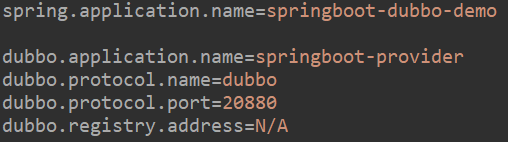 spring.application.name=springboot-dubbo-demo
dubbo.application.name=springboot-provider
dubbo.protocol.name=dubbo
dubbo.protocol.port=20880
dubbo.registry.address=N/A